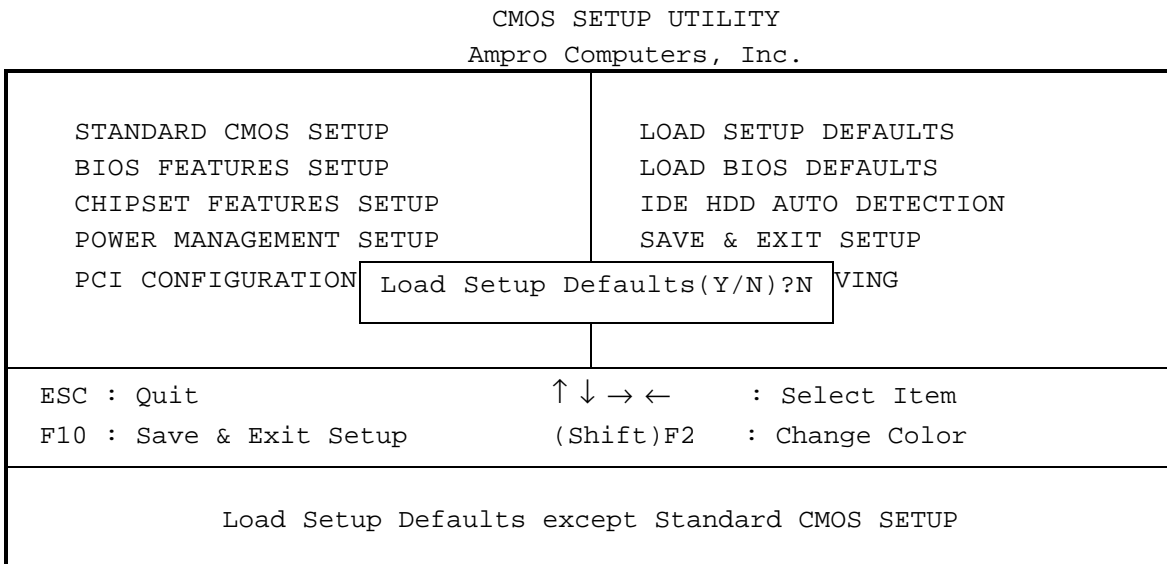 CMOS SETUP UTILITY
Ampro Computers, Inc.
STANDARD CMOS SETUP
BIOS FEATURES SETUP
CHIPSET FEATURES SETUP
POWER MANAGEMENT SETUP
PCI CONFIGURATION
LOAD SETUP DEFAULTS
LOAD BIOS DEFAULTS
IDE HDD AUTO DETECTION
SAVE & EXIT SETUP
VING
Load Setup Defaults(Y/N)?N
ESC : Quit
F10 : Save & Exit Setup
↑ ↓ → ← : Select Item
(Shift)F2 : Change Color
Load Setup Defaults except Standard CMOS SETUP